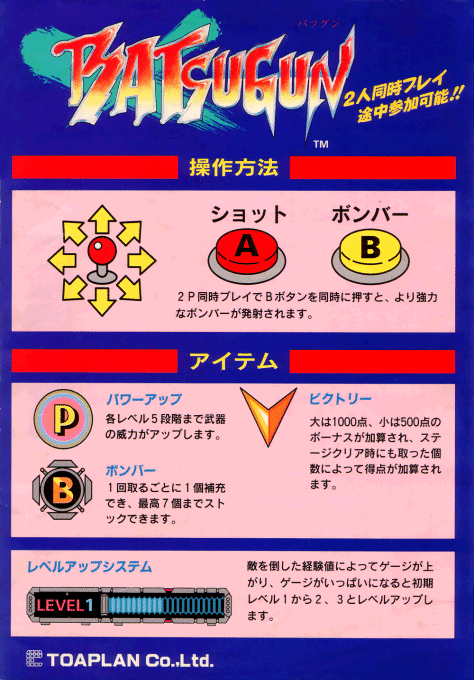 バツグン
BATSUGUN
2人同時プレイ
途中参加可能!!
TM
操作方法
ショット
ボンバー
A
B
2P同時プレイでBボタンを同時に押すと、より強力
なボンバーが発射されます。
アイテム
P
パワーアップ
各レベル5段階まで武器
の威力がアップします。
B
ボンバー
1回取るごとに1個補充
でき、最高7個までスト
ックできます。
ビクトリー
大は1000点、小は500点の
ボーナスが加算され、ステ
ージクリア時にも取った個
数によって得点が加算され
ます。
レベルアップシステム
LEVEL1
敵を倒した経験値によってゲージが上
がり、ゲージがいっぱいになると初期
レベル1から2、3とレベルアップし
ます。
TOAPLAN Co.,Ltd.